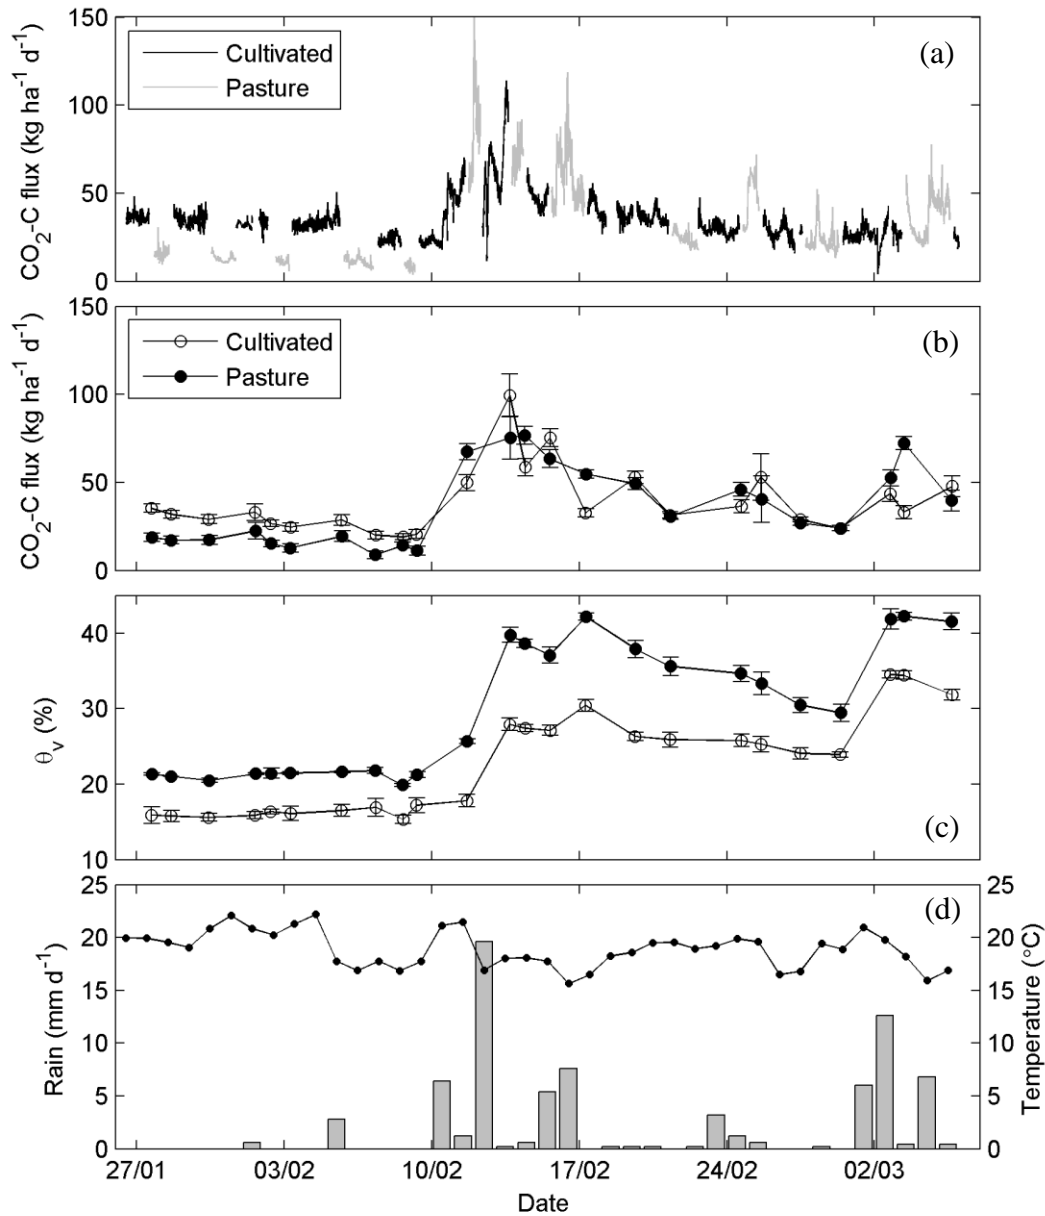 150
100
50
0
CO2-C flux (kg ha-1 d-1)
Cultivated
Pasture
(a)
150
100
50
0
CO2-C flux (kg ha-1 d-1)
Cultivated
Pasture
(b)
40
30
20
10
θv (%)
(c)
25
20
15
10
5
0
Rain (mm d-1)
(d)
25
20
15
10
5
0
Temperature (°C)
27/01 03/02 10/02 17/02 24/02 02/03
Date